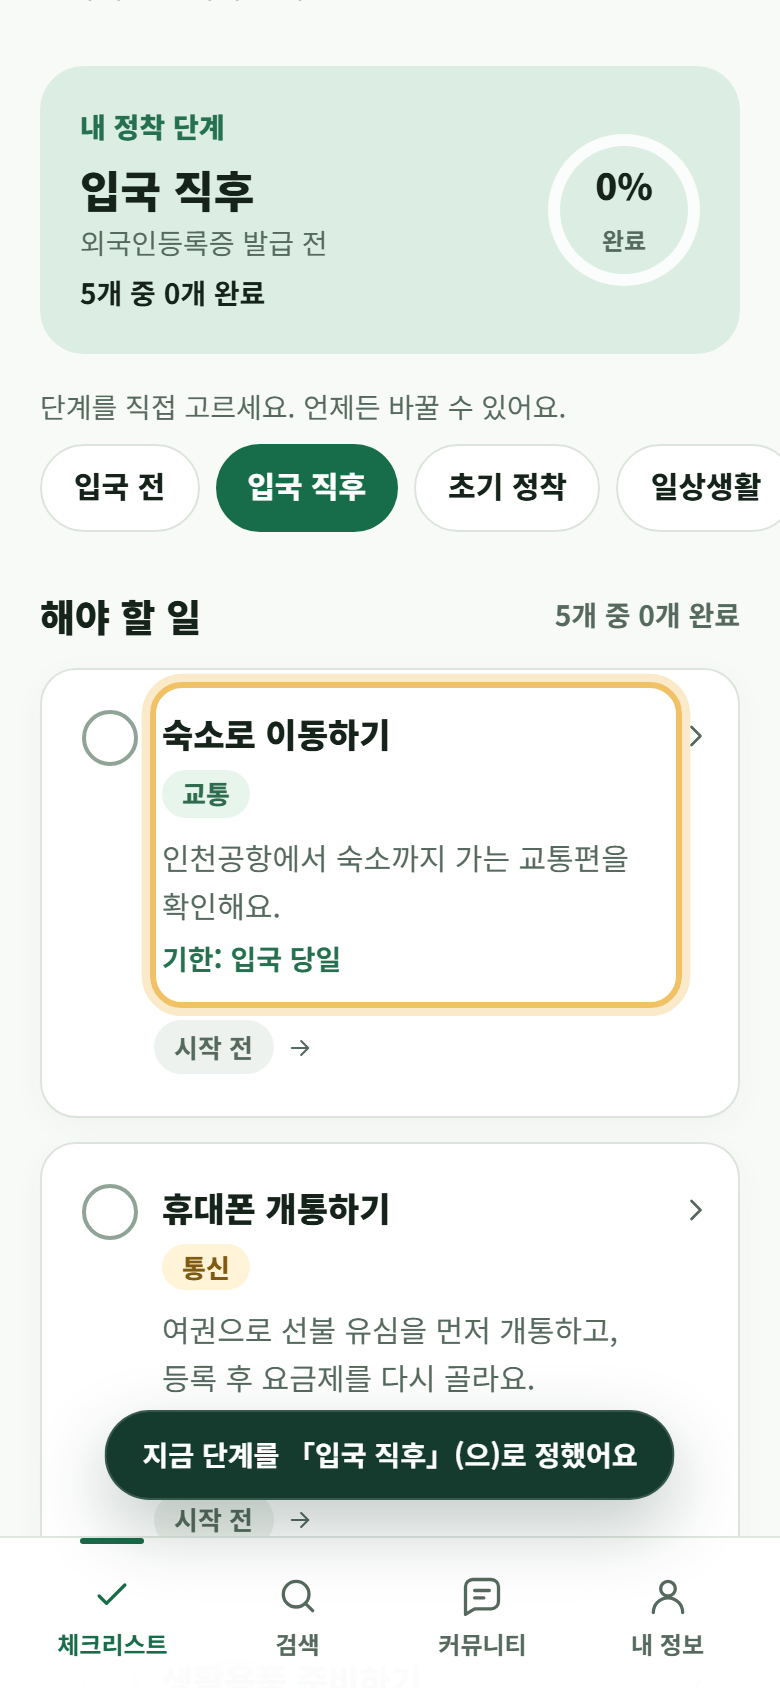 내 정착 단계
입국 직후
외국인등록증 발급 전
5개 중 0개 완료
0%
완료
단계를 직접 고르세요. 언제든 바꿀 수 있어요.
입국 전
입국 직후
초기 정착
일상생활
해야 할 일
5개 중 0개 완료
숙소로 이동하기
교통
인천공항에서 숙소까지 가는 교통편을
확인해요.
기한: 입국 당일
시작 전 →
휴대폰 개통하기
통신
여권으로 선불 유심을 먼저 개통하고,
등록 후 요금제를 다시 골라요.
지금 단계를 「입국 직후」(으)로 정했어요
시작 전 →
체크리스트
검색
커뮤니티
내 정보